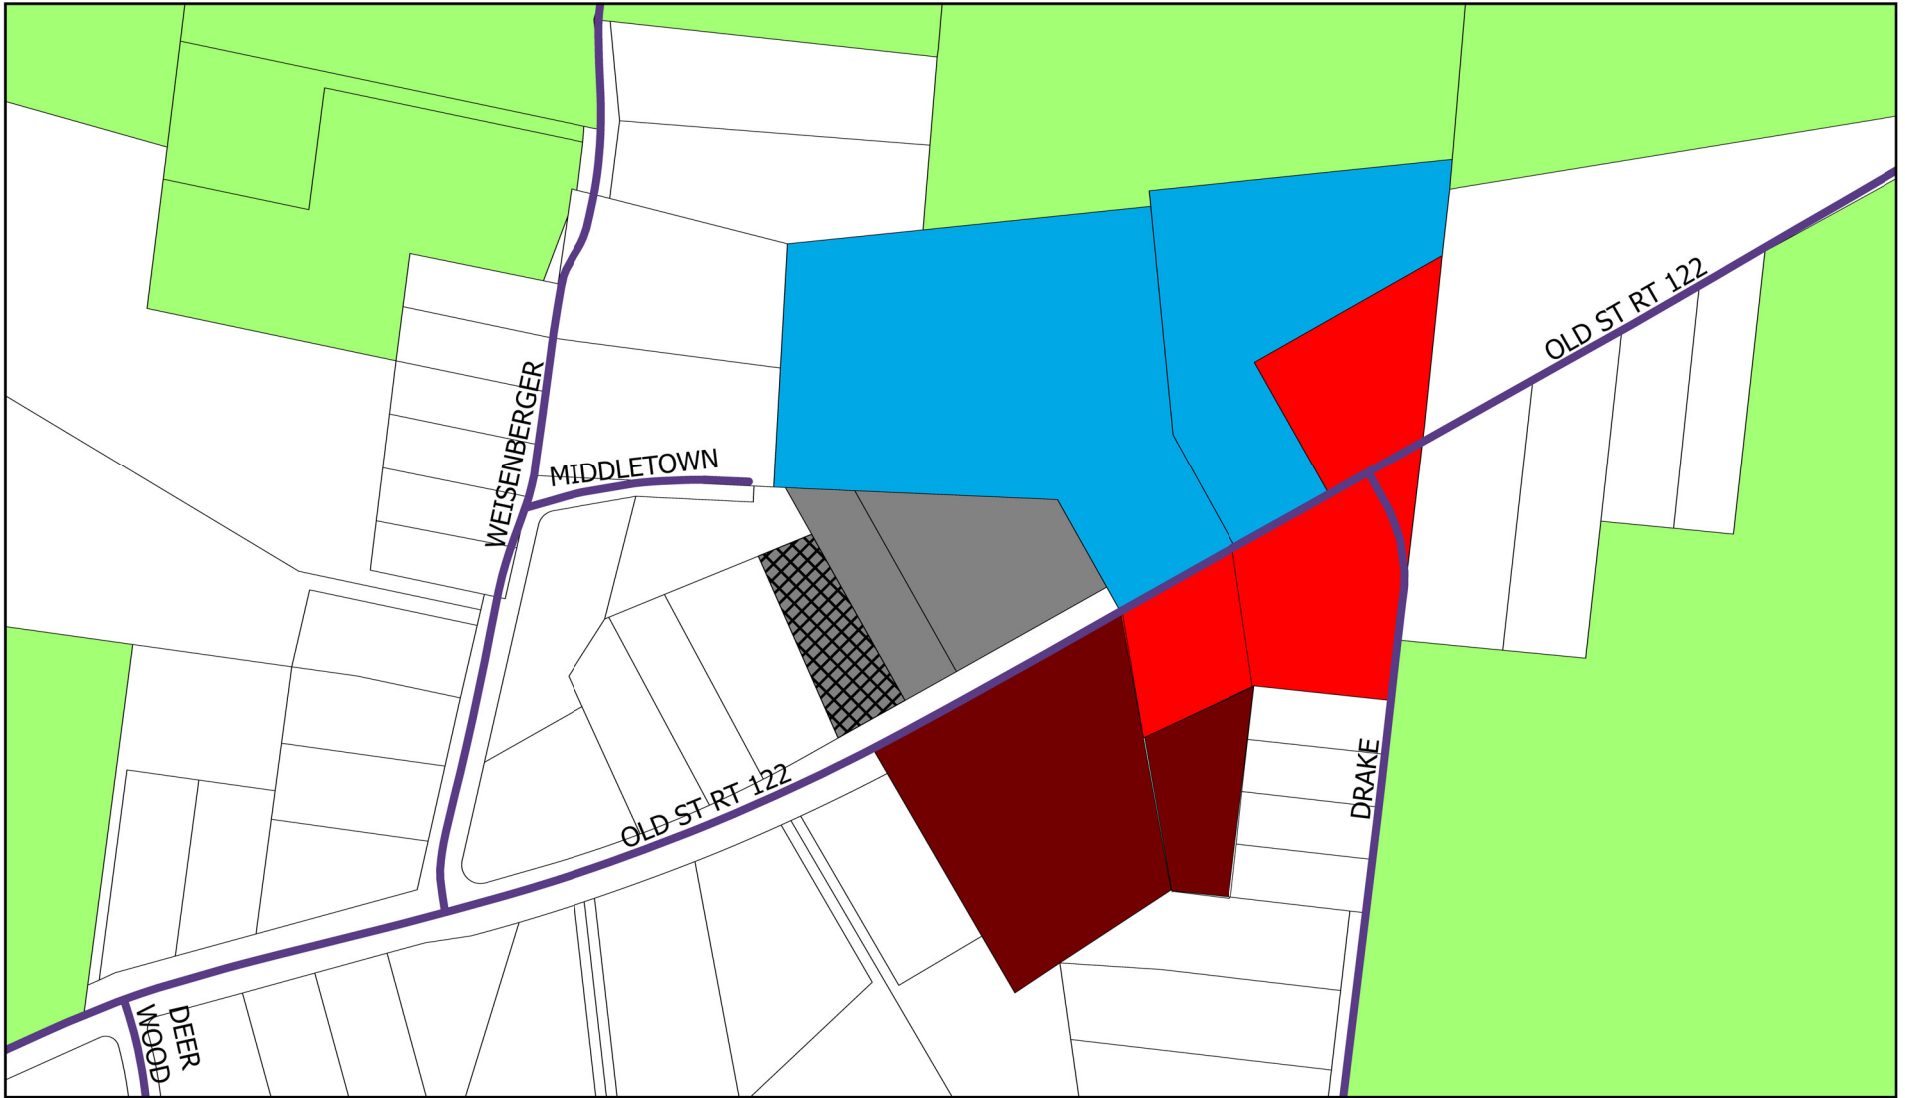 OLD ST RT 122
WEISENBERGER
MIDDLETOWN
OLD ST RT 122
DRAKE
DEER
WOOD